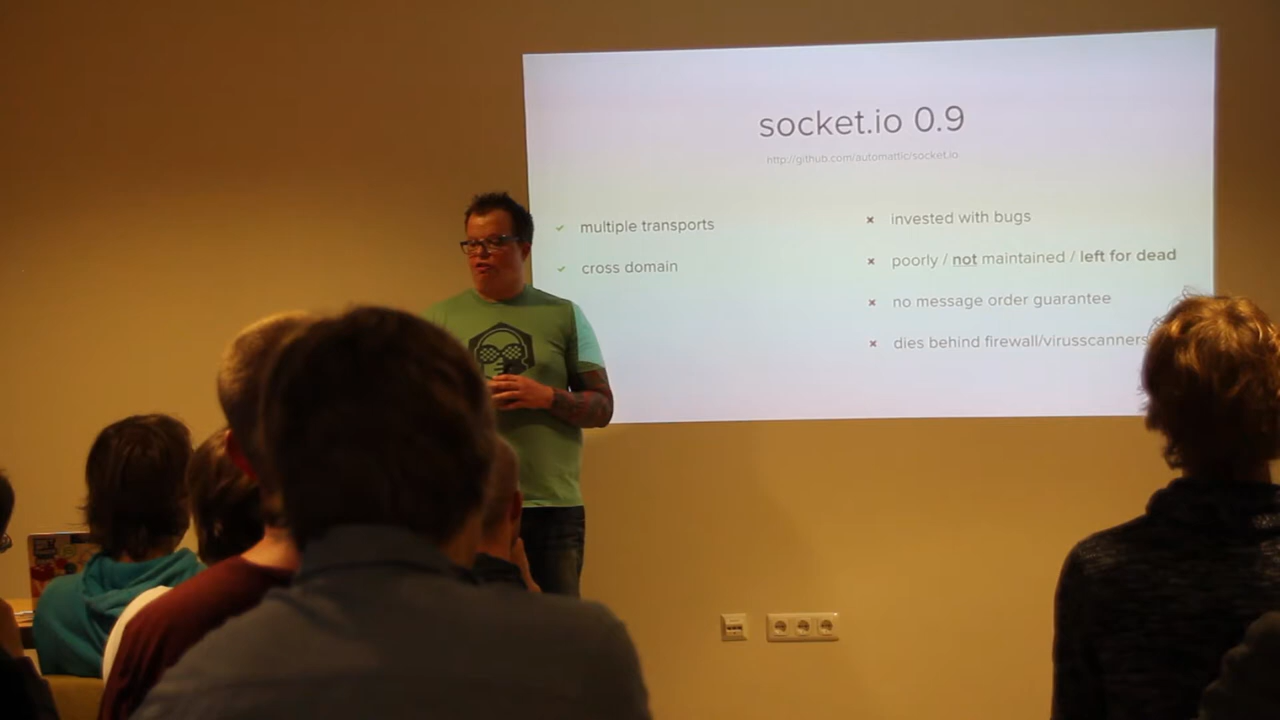 socket.io 0.9
http://github.com/automattic/socket.io
multiple transports
cross domain
invested with bugs
poorly / not maintained / left for dead
no message order guarantee
dies behind firewall/virusscanners